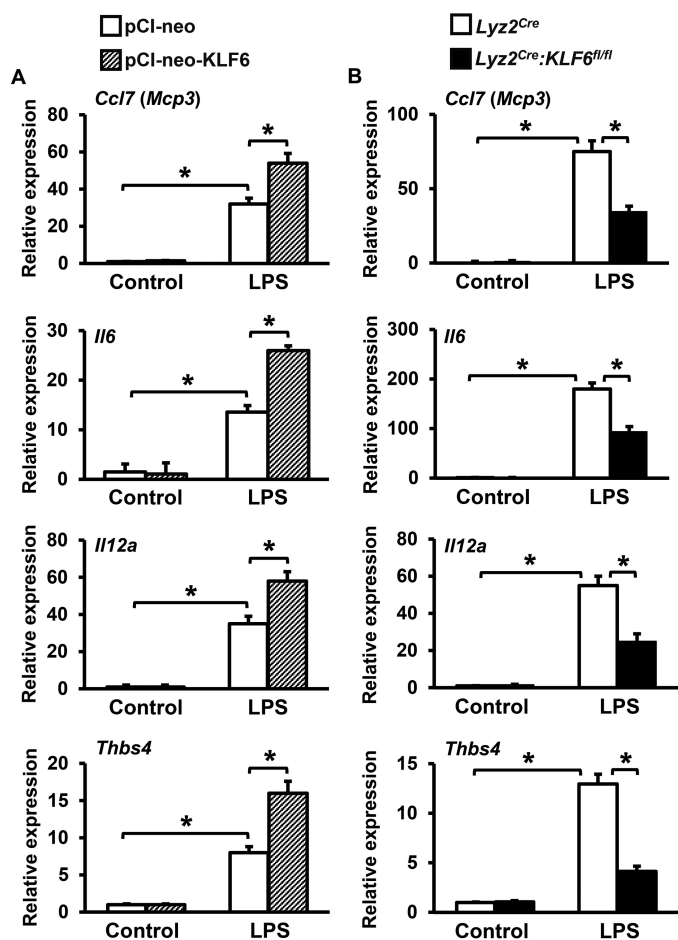 pCI-neo
pCI-neo-KLF6
A
Ccl7 (Mcp3)
Relative expression
80
60
40
20
0
*
*
Control LPS
Il6
Relative expression
30
20
10
0
*
*
Control LPS
Il12a
Relative expression
80
60
40
20
0
*
*
Control LPS
Thbs4
Relative expression
20
15
10
5
0
*
*
Control LPS
Lyz2Cre
Lyz2Cre:KLF6fl/fl
B
Ccl7 (Mcp3)
Relative expression
100
75
50
25
0
*
*
Control LPS
Il6
Relative expression
300
200
100
0
*
*
Control LPS
Il12a
Relative expression
80
60
40
20
0
*
*
Control LPS
Thbs4
Relative expression
15
10
5
0
*
*
Control LPS